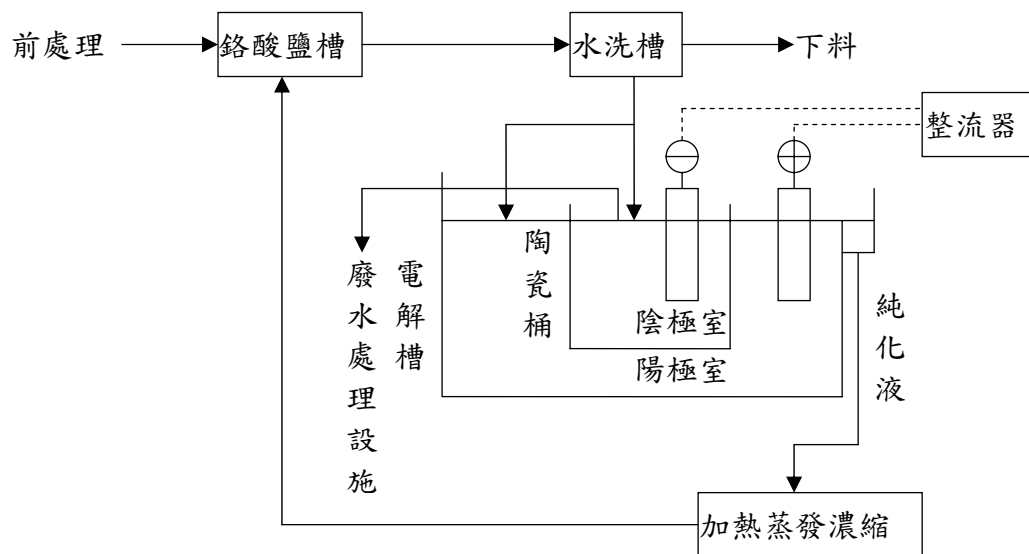 前處理
鉻酸鹽槽
水洗槽
下料
整流器
廢水處理設施
電解槽
陶瓷桶
陰極室
陽極室
純化液
加熱蒸發濃縮